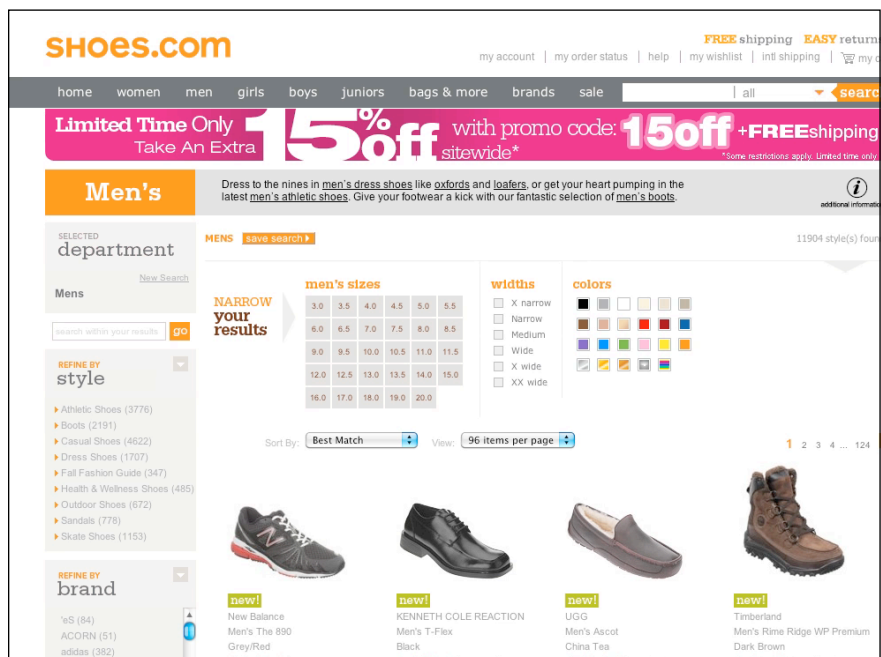 SHOES.COM
FREE shipping EASY return
my account | my order status | help | my wishlist | intl shipping |
home women men girls boys juniors bags & more brands sale | all searc
Limited Time Only
Take An Extra
15% off
sitewide*
with promo code: 15off +FREEshipping
*Some restrictions apply. Limited time only
Men's
Dress to the nines in men's dress shoes like oxfords and loafers, or get your heart pumping in the
latest men's athletic shoes. Give your footwear a kick with our fantastic selection of men's boots.
i
additional informatio
SELECTED
department
New Search
Mens
search within your results go
REFINE BY
style
Athletic Shoes (3776)
Boots (2191)
Casual Shoes (4622)
Dress Shoes (1707)
Fall Fashion Guide (347)
Health & Wellness Shoes (485)
Outdoor Shoes (672)
Sandals (778)
Skate Shoes (1153)
REFINE BY
brand
'eS (84)
ACORN (51)
adidas (382)
MENS save search
11904 style(s) foun
NARROW
your
results
men's sizes
3.0 3.5 4.0 4.5 5.0 5.5
6.0 6.5 7.0 7.5 8.0 8.5
9.0 9.5 10.0 10.5 11.0 11.5
12.0 12.5 13.0 13.5 14.0 15.0
16.0 17.0 18.0 19.0 20.0
widths
X narrow
Narrow
Medium
Wide
X wide
XX wide
colors
Sort By: Best Match View: 96 items per page
1 2 3 4 ... 124
new!
New Balance
Men's The 890
Grey/Red
new!
KENNETH COLE REACTION
Men's T-Flex
Black
new!
UGG
Men's Ascot
China Tea
new!
Timberland
Men's Rime Ridge WP Premium
Dark Brown